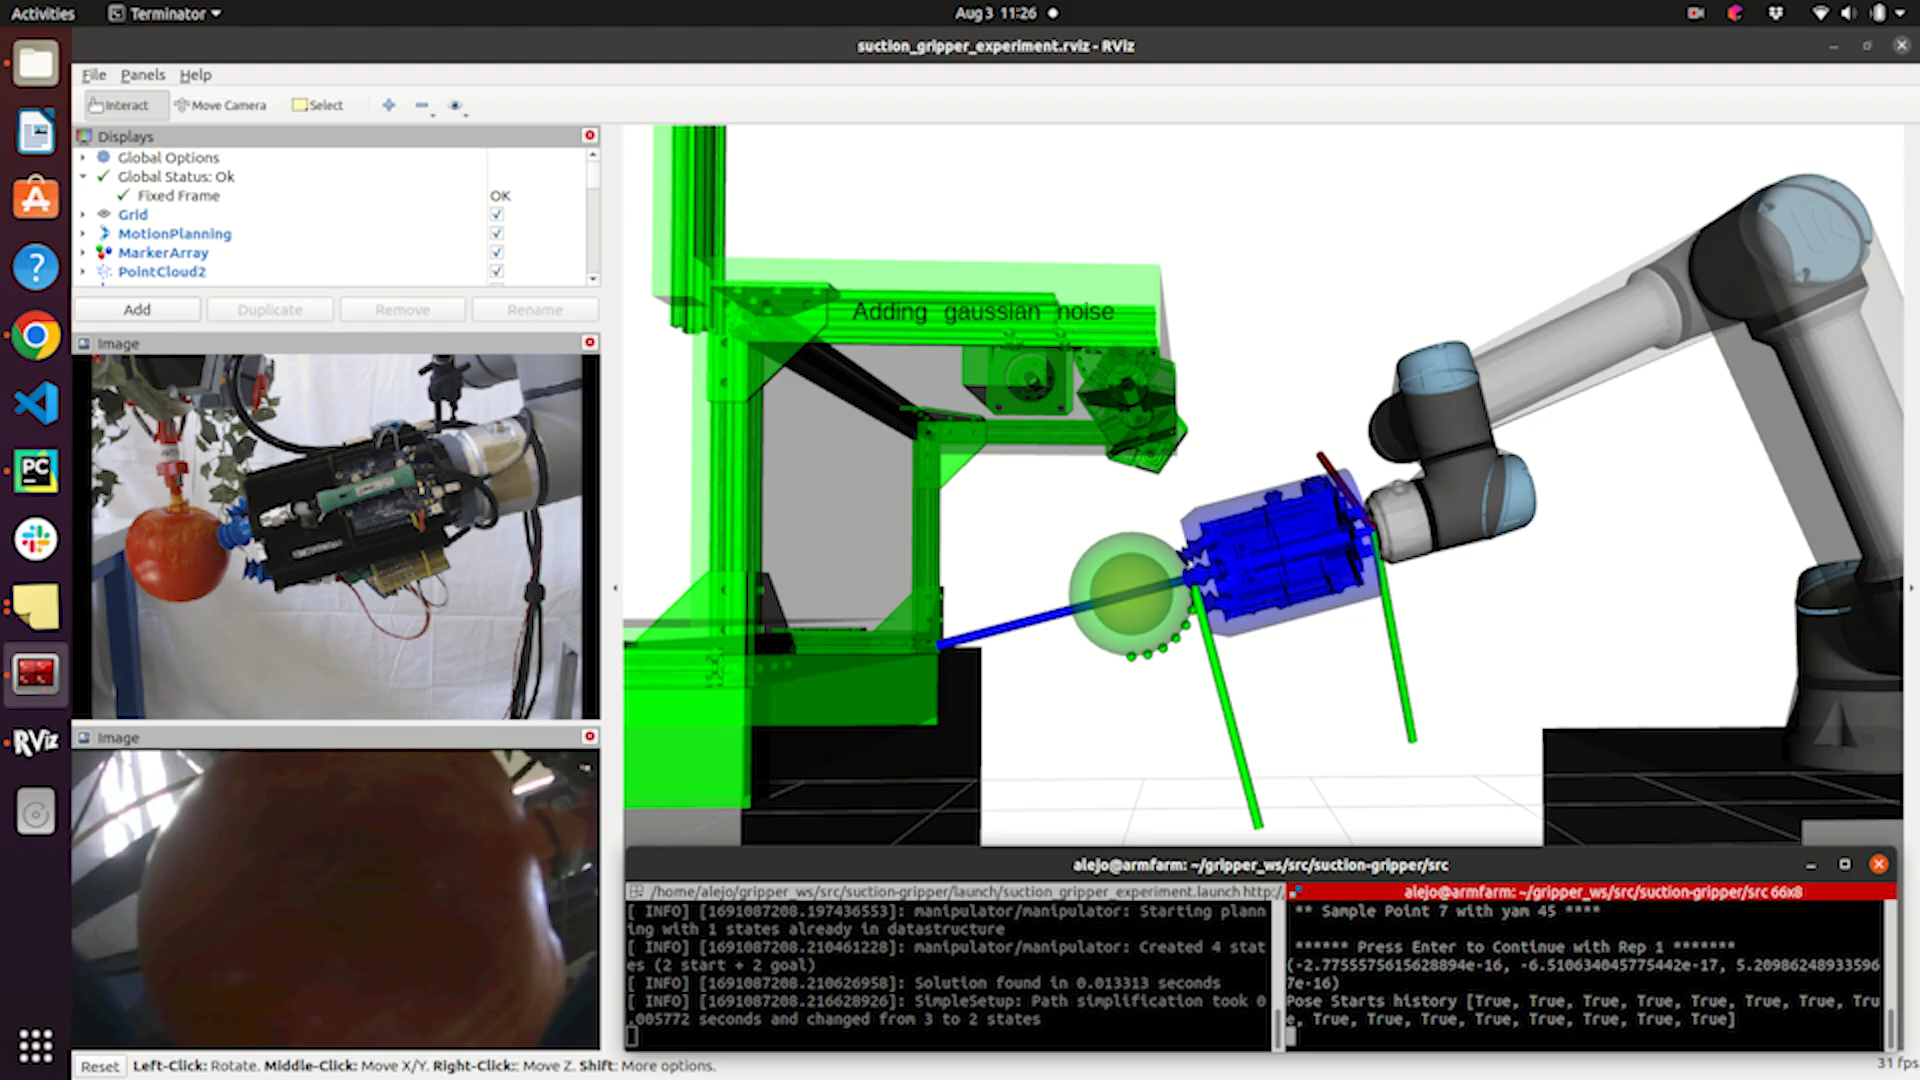 Activities
Terminator
Aug 3 11:26
suction_gripper_experiment.rviz - RViz
File Panels Help
Interact
Move Camera
Select
Displays
Global Options
Global Status: Ok
Fixed Frame
OK
Grid
MotionPlanning
MarkerArray
PointCloud2
Add
Duplicate
Remove
Rename
Image
Image
Adding gaussian noise
PC
RViz
alejo@armfarm: ~/gripper_ws/src/suction-gripper/src
/home/alejo/gripper_ws/src/suction-gripper/launch/suction_gripper_experiment.launch http:/
[ INFO] [1691087208.197436553]: manipulator/manipulator: Starting plann
ing with 1 states already in datastructure
[ INFO] [1691087208.210461228]: manipulator/manipulator: Created 4 stat
es (2 start + 2 goal)
[ INFO] [1691087208.210626958]: Solution found in 0.013313 seconds
[ INFO] [1691087208.216628926]: SimpleSetup: Path simplification took 0
.005772 seconds and changed from 3 to 2 states
alejo@armfarm: ~/gripper_ws/src/suction-gripper/src 66x8
** Sample Point 7 with yam 45 ****
****** Press Enter to Continue with Rep 1 *******
(-2.7755575615628894e-16, -6.510634045775442e-17, 5.20986248933596
7e-16)
Pose Starts history [True, True, True, True, True, True, True, Tru
e, True, True, True, True, True, True, True, True]
Reset
Left-Click: Rotate. Middle-Click: Move X/Y. Right-Click:: Move Z. Shift: More options.
31 fps